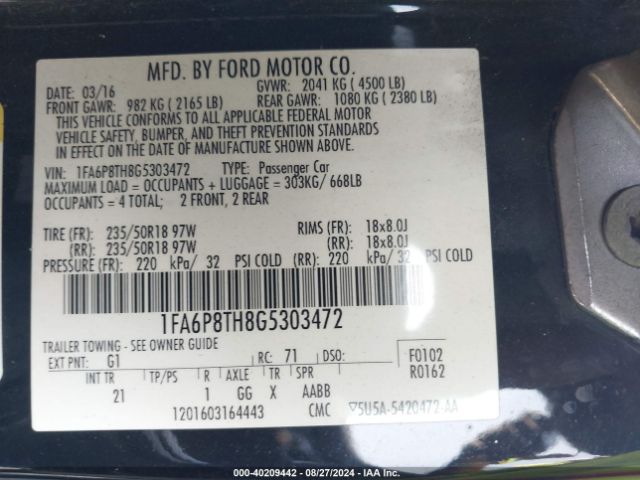 MFD. BY FORD MOTOR CO.
DATE: 03/16 GVWR: 2041 KG ( 4500 LB)
FRONT GAWR: 982 KG ( 2165 LB) REAR GAWR: 1080 KG ( 2380 LB)
THIS VEHICLE CONFORMS TO ALL APPLICABLE FEDERAL MOTOR
VEHICLE SAFETY, BUMPER, AND THEFT PREVENTION STANDARDS
IN EFFECT ON THE DATE OF MANUFACTURE SHOWN ABOVE.
VIN: 1FA6P8TH8G5303472 TYPE: Passenger Car
MAXIMUM LOAD = OCCUPANTS + LUGGAGE = 303KG/ 668LB
OCCUPANTS = 4 TOTAL; 2 FRONT, 2 REAR
TIRE (FR): 235/50R18 97W RIMS (FR): 18x8.0J
(RR): 235/50R18 97W (RR): 18x8.0J
PRESSURE (FR): 220 kPa/ 32 PSI COLD (RR): 220 kPa/ 32 PSI COLD
1FA6P8TH8G5303472
TRAILER TOWING - SEE OWNER GUIDE
EXT PNT: G1 RC: 71 DSO: F0102
R0162
INT TR TP/PS R AXLE TR SPR
21 1 GG X AABB
1201603164443 CMC ▽5U5A-5420472-AA
000-40209442 - 08/27/2024 - IAA Inc.